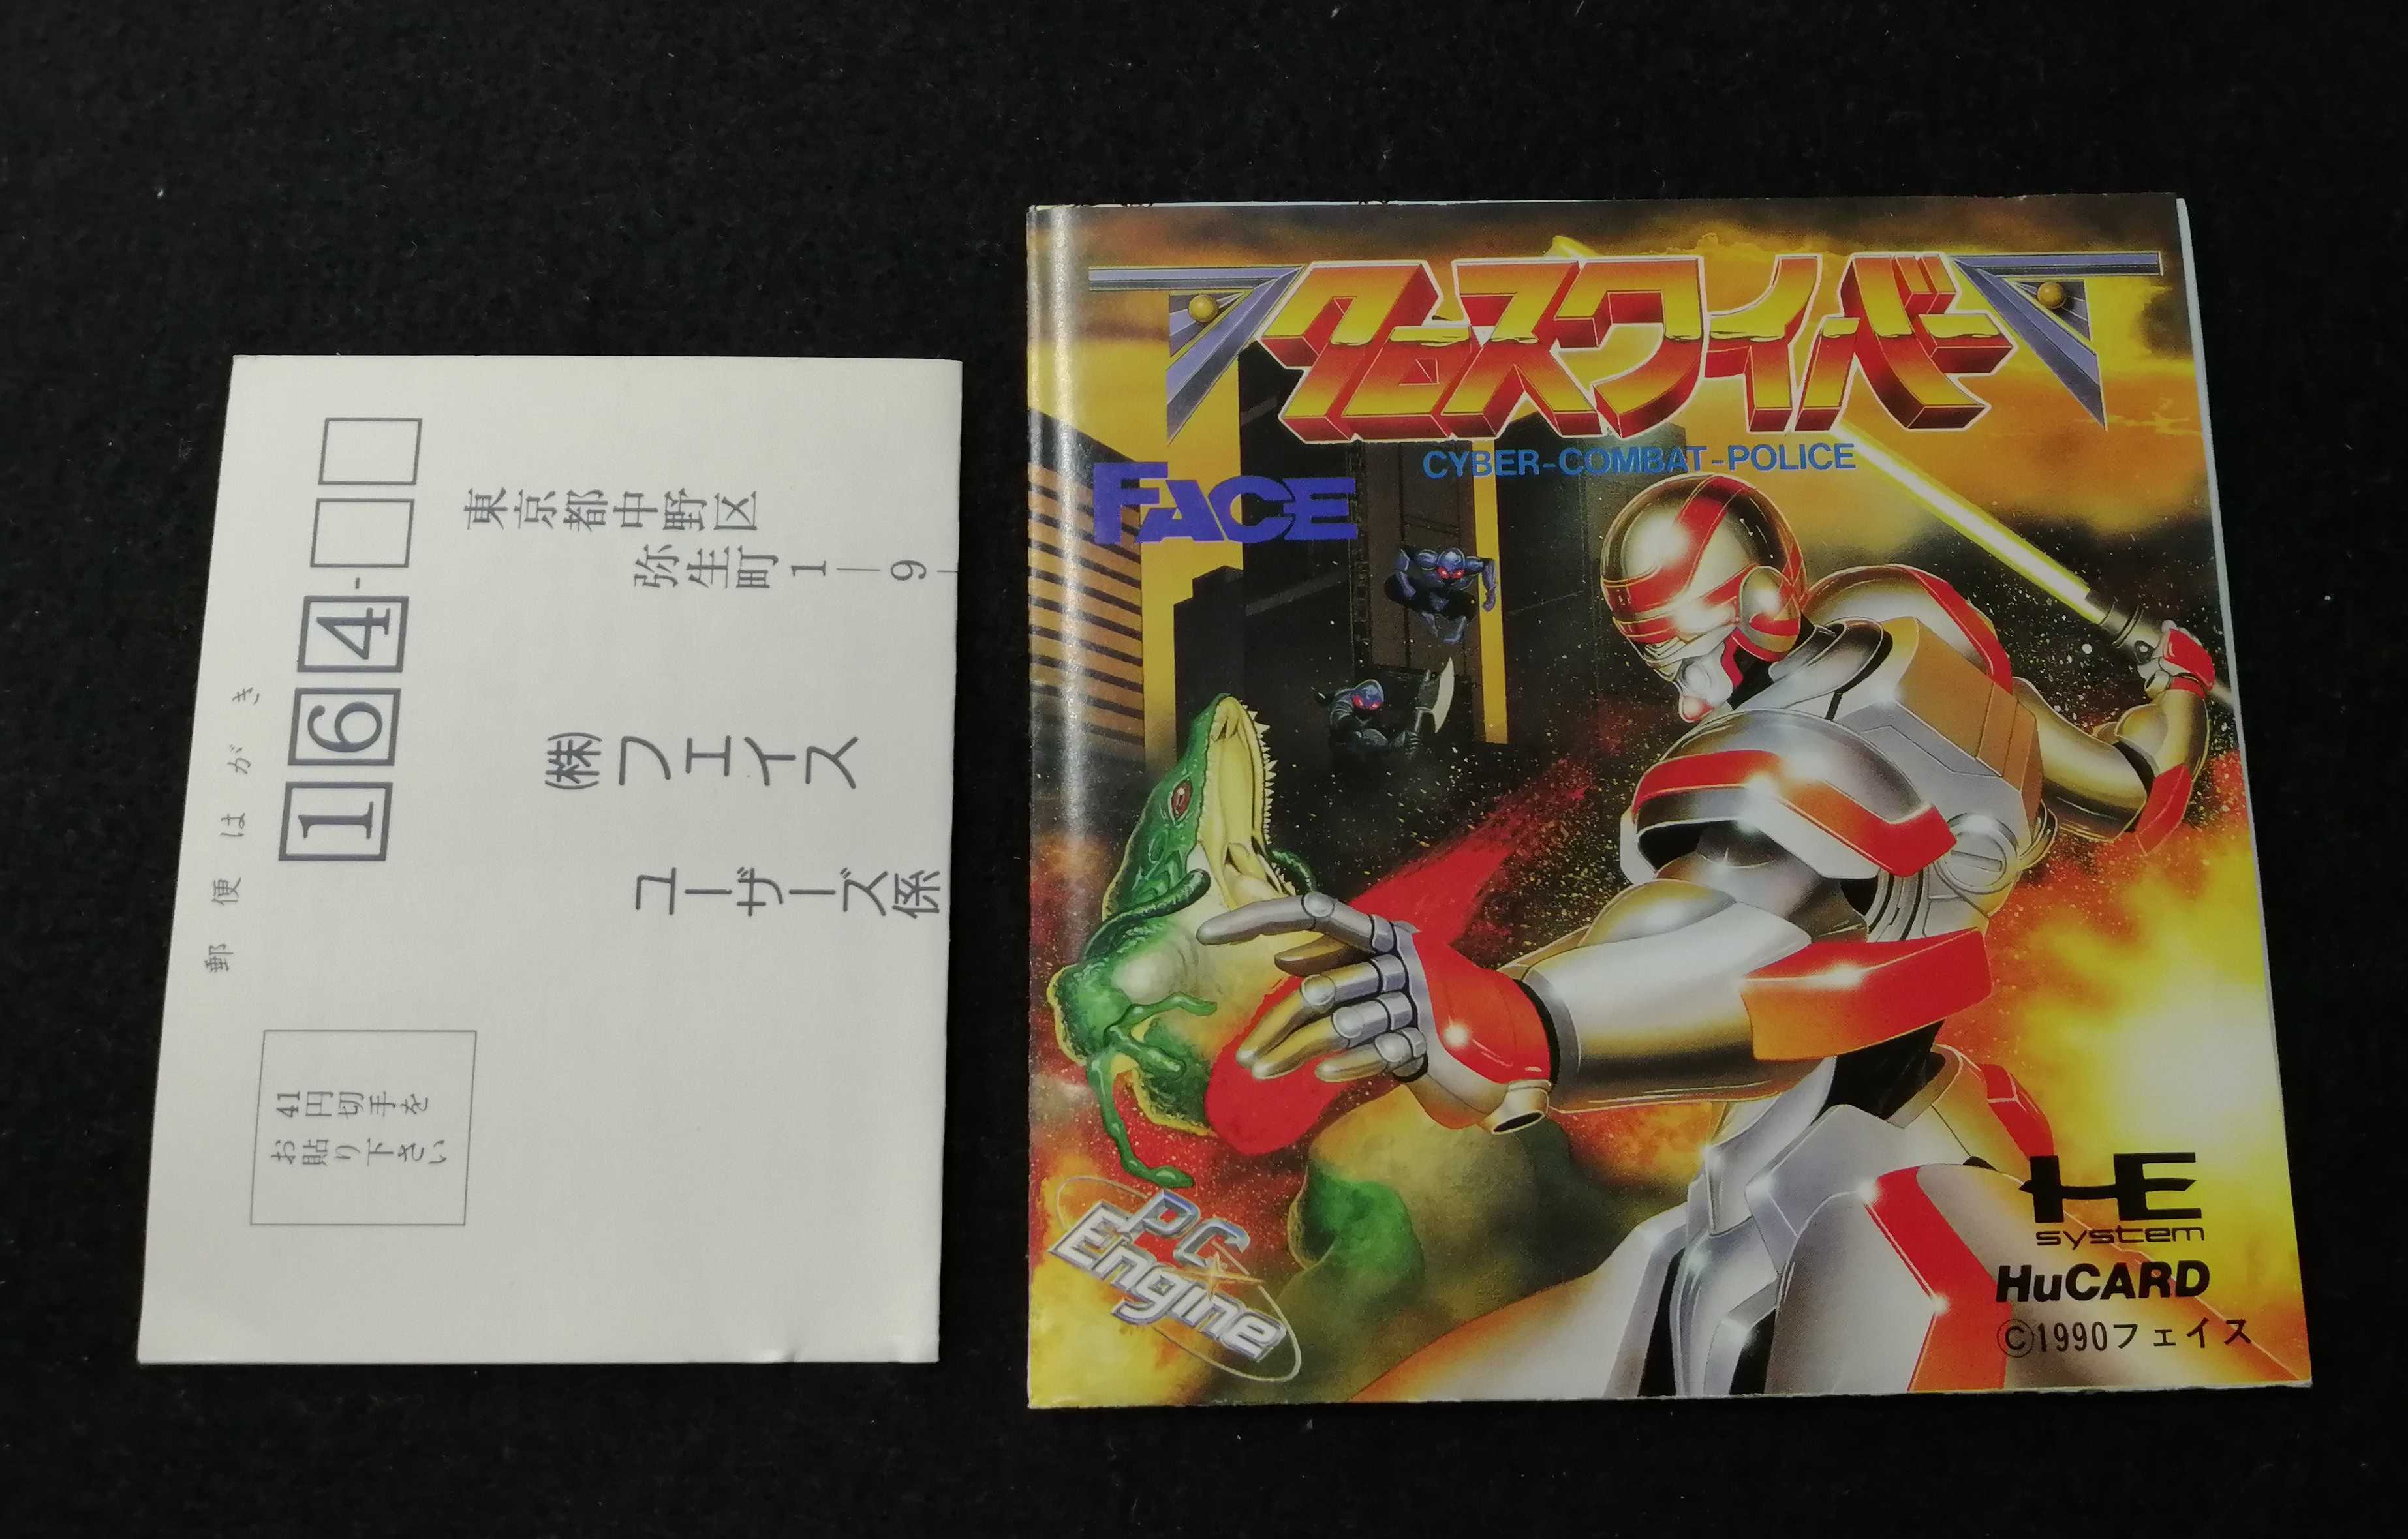 郵便はがき
164-
東京都中野区
弥生町1-9-
㈱フェイス
ユーザーズ係
41円切手を
お貼り下さい
クロスワイバー
CYBER-COMBAT-POLICE
FACE
PC Engine
HE system
HuCARD
©1990フェイス